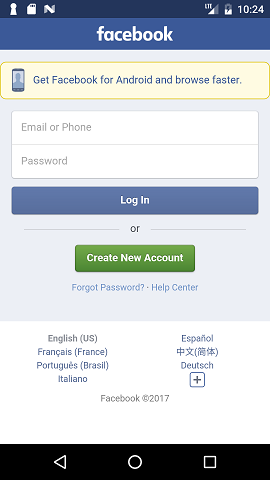 LTE 10:24
facebook
Get Facebook for Android and browse faster.
Email or Phone
Password
Log In
or
Create New Account
Forgot Password? · Help Center
English (US) Español
Français (France) 中文(简体)
Português (Brasil) Deutsch
Italiano
Facebook ©2017